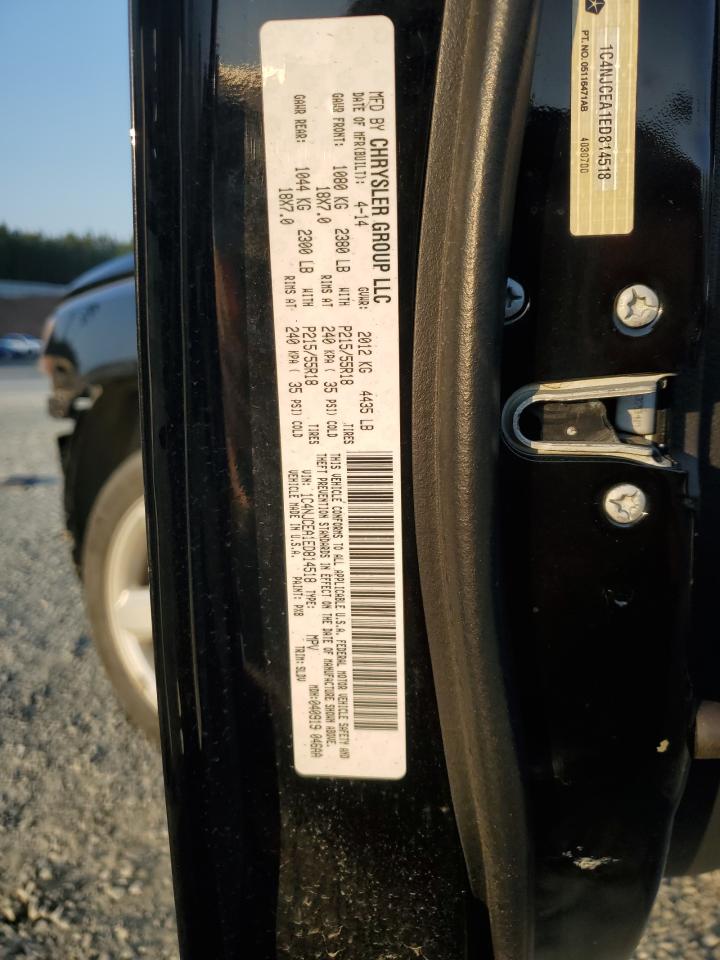 MFD BY CHRYSLER GROUP LLC
DATE OF MFR(BUILT): 4-14 GVWR: 2012 KG 4435 LB
GAWR FRONT: 1080 KG 2380 LB WITH P215/55R18 TIRES
18X7.0 RIMS AT 240 KPA ( 35 PSI) COLD
GAWR REAR: 1044 KG 2300 LB WITH P215/55R18 TIRES
18X7.0 RIMS AT 240 KPA ( 35 PSI) COLD
THIS VEHICLE CONFORMS TO ALL APPLICABLE U.S.A. FEDERAL MOTOR VEHICLE SAFETY AND
THEFT PREVENTION STANDARDS IN EFFECT ON THE DATE OF MANUFACTURE SHOWN ABOVE.
VIN: 1C4NJCEA1ED814518 TYPE: MPV MDH:040919 046AA
VEHICLE MADE IN U.S.A. PAINT: PX8 TRIM: SLDV
1C4NJCEA1ED814518
PT. NO. 05116471AB 40307DO